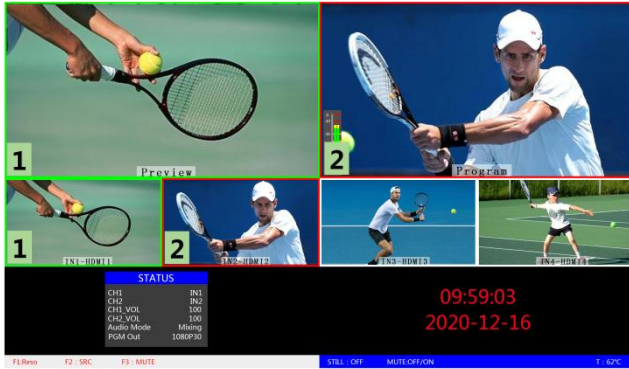 1
Preview
2
Program
1
IN1-HDMI1
2
IN2-HDMI2
IN3-HDMI3
IN4-HDMI4
STATUS
CH1 IN1
CH2 IN2
CH1_VOL 100
CH2_VOL 100
Audio Mode Mixing
PGM Out 1080P30
09:59:03
2020-12-16
F1:Reso F2 : SRC F3 : MUTE STILL : OFF MUTE:OFF/ON T : 62°C